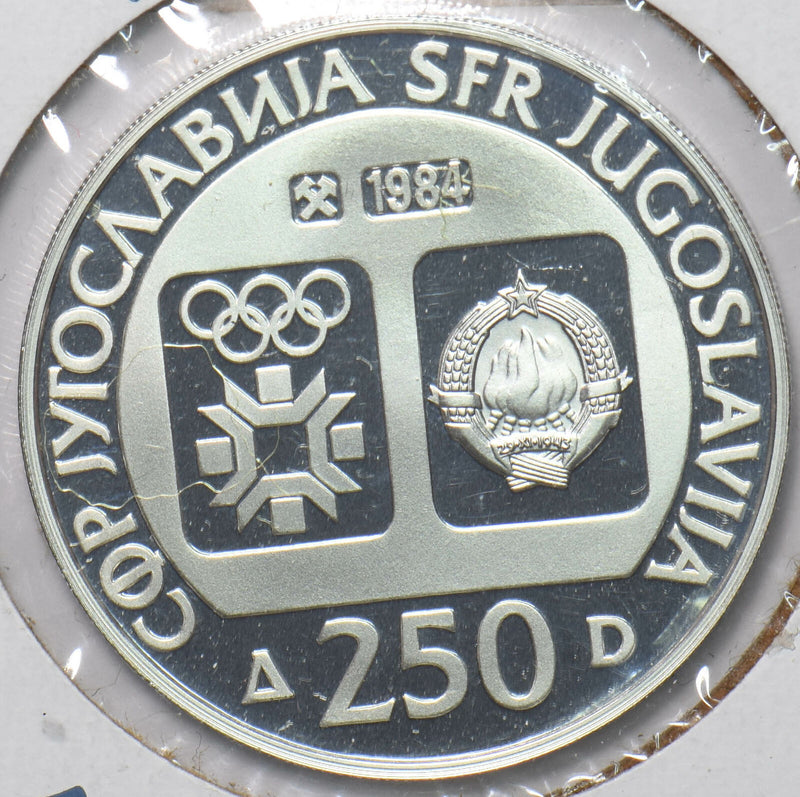 СФР ЈУГОСЛАВИЈА SFR JUGOSLAVIJA
1984
29·XI·1943
Д 250 D